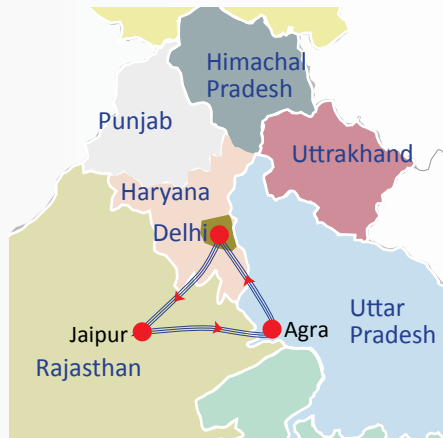 Himachal
Pradesh
Punjab
Uttrakhand
Haryana
Delhi
Uttar
Pradesh
Jaipur
Agra
Rajasthan